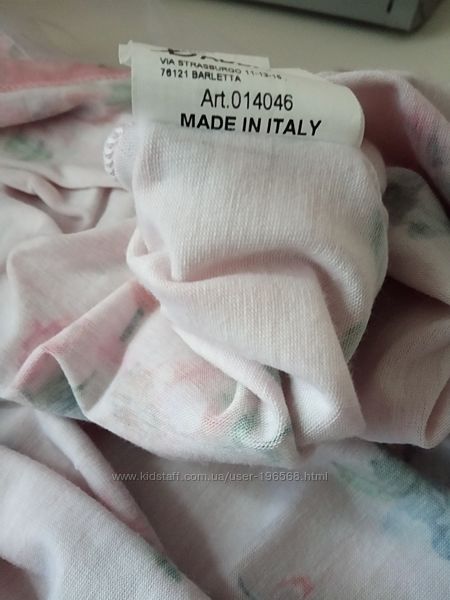 VIA STRASBURGO 11-13-15
76121 BARLETTA
Art.014046
MADE IN ITALY
www.kidstaff.com.ua/user-196568.html